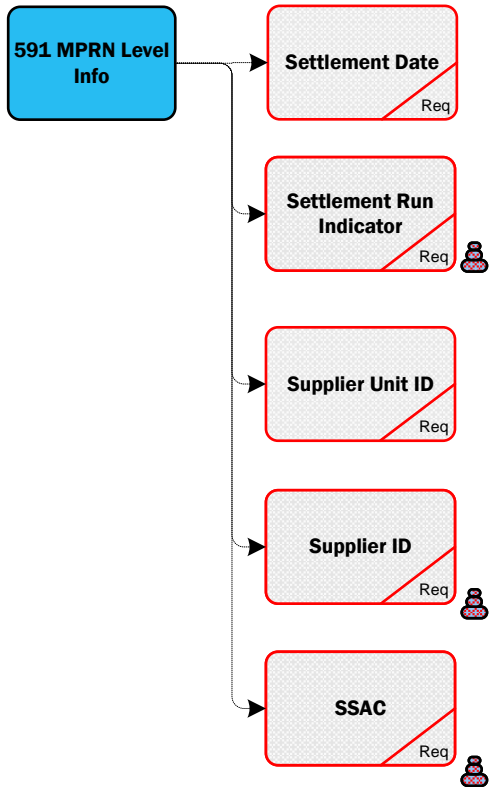 591 MPRN Level
Info
Settlement Date
Req
Settlement Run
Indicator
Req
Supplier Unit ID
Req
Supplier ID
Req
SSAC
Req